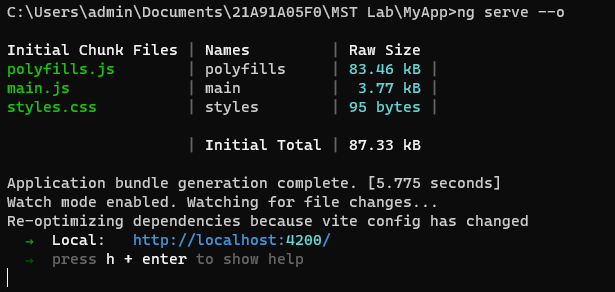 C:\Users\admin\Documents\21A91A05F0\MST Lab\MyApp>ng serve --o
Initial Chunk Files | Names | Raw Size
polyfills.js | polyfills | 83.46 kB |
main.js | main | 3.77 kB |
styles.css | styles | 95 bytes |
| Initial Total | 87.33 kB
Application bundle generation complete. [5.775 seconds]
Watch mode enabled. Watching for file changes...
Re-optimizing dependencies because vite config has changed
→ Local: http://localhost:4200/
→ press h + enter to show help